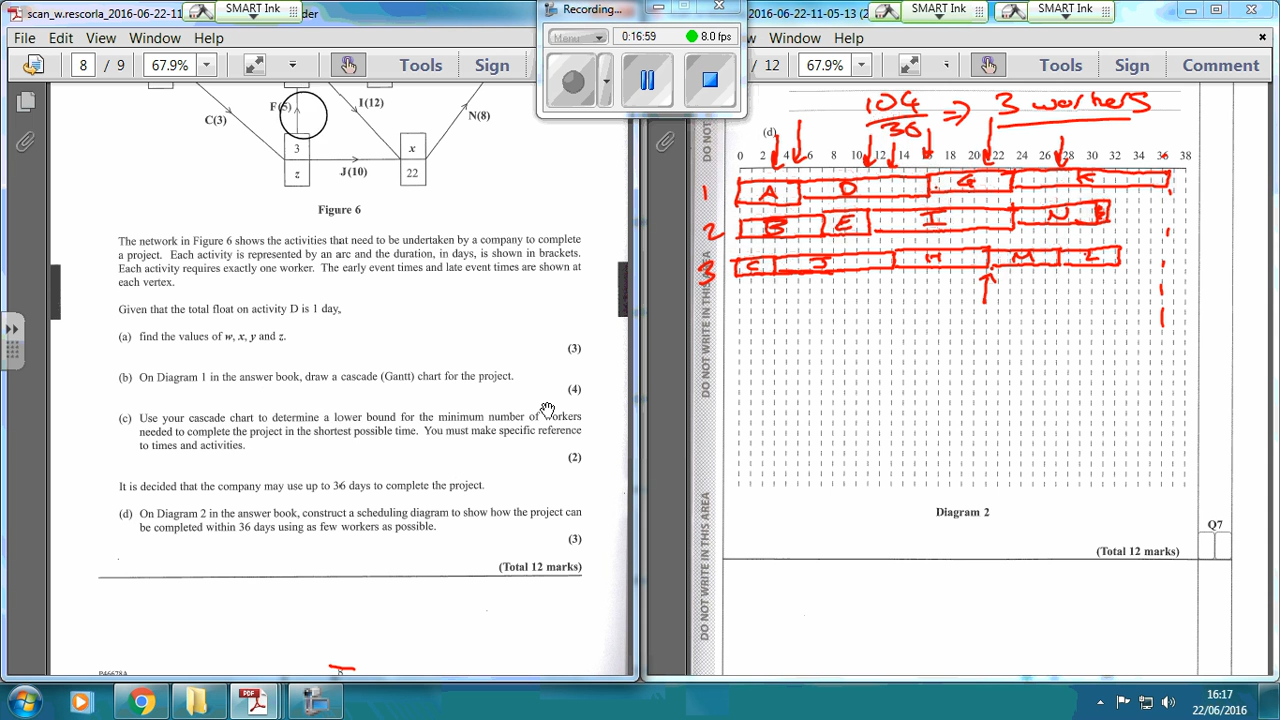 scan_w.rescorla_2016-06-22-11
SMART Ink
der
Recording...
2016-06-22-11-05-13 (2
SMART Ink
SMART Ink
File Edit View Window Help
Menu
0:16:59
8.0 fps
Window Help
8 / 9 67.9% Tools Sign
/ 12 67.9% Tools Sign Comment
C(3)
F(5)
I(12)
N(8)
3
z
J(10)
x
22
Figure 6
The network in Figure 6 shows the activities that need to be undertaken by a company to complete
a project. Each activity is represented by an arc and the duration, in days, is shown in brackets.
Each activity requires exactly one worker. The early event times and late event times are shown at
each vertex.
Given that the total float on activity D is 1 day,
(a) find the values of w, x, y and z.
(3)
(b) On Diagram 1 in the answer book, draw a cascade (Gantt) chart for the project.
(4)
(c) Use your cascade chart to determine a lower bound for the minimum number of workers
needed to complete the project in the shortest possible time. You must make specific reference
to times and activities.
(2)
It is decided that the company may use up to 36 days to complete the project.
(d) On Diagram 2 in the answer book, construct a scheduling diagram to show how the project can
be completed within 36 days using as few workers as possible.
(3)
(Total 12 marks)
P46678A
8
DO NOT WRITE IN THIS AREA
DO NOT WRITE IN THIS AREA
104
36
=> 3 workers
(d)
0 2 4 6 8 10 12 14 16 18 20 22 24 26 28 30 32 34 36 38
1 A D G K
2 B E I N
3 C J H M L
Diagram 2
Q7
(Total 12 marks)
16:17
22/06/2016